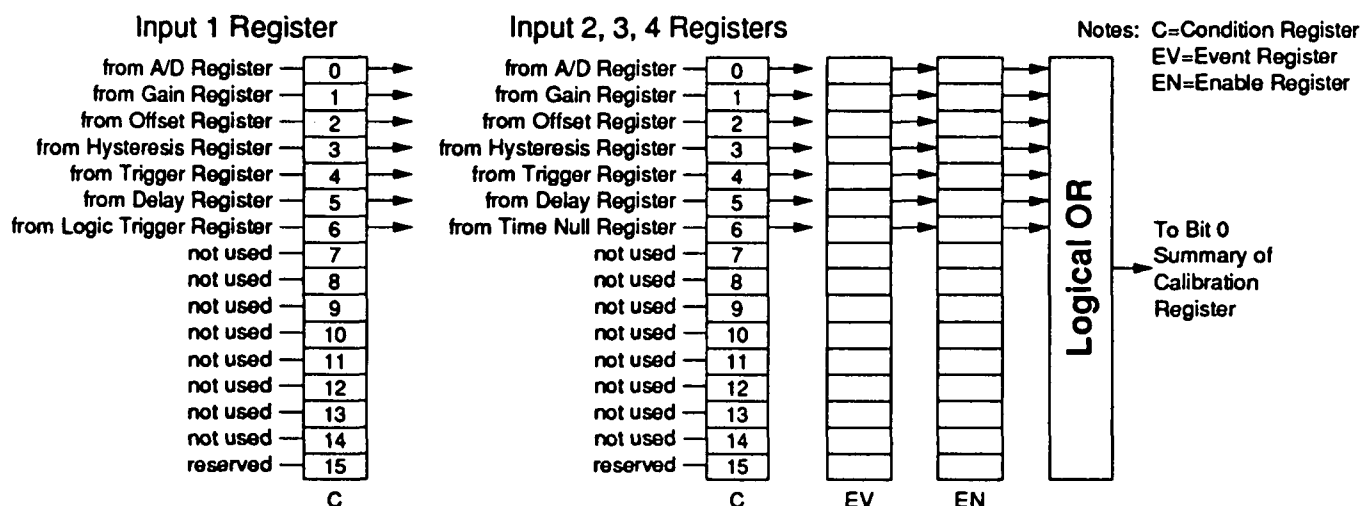 Input 1 Register
from A/D Register 0
from Gain Register 1
from Offset Register 2
from Hysteresis Register 3
from Trigger Register 4
from Delay Register 5
from Logic Trigger Register 6
not used 7
not used 8
not used 9
not used 10
not used 11
not used 12
not used 13
not used 14
reserved 15
C
Input 2, 3, 4 Registers
from A/D Register 0
from Gain Register 1
from Offset Register 2
from Hysteresis Register 3
from Trigger Register 4
from Delay Register 5
from Time Null Register 6
not used 7
not used 8
not used 9
not used 10
not used 11
not used 12
not used 13
not used 14
reserved 15
C EV EN
Logical OR
Notes: C=Condition Register
EV=Event Register
EN=Enable Register
To Bit 0
Summary of
Calibration
Register